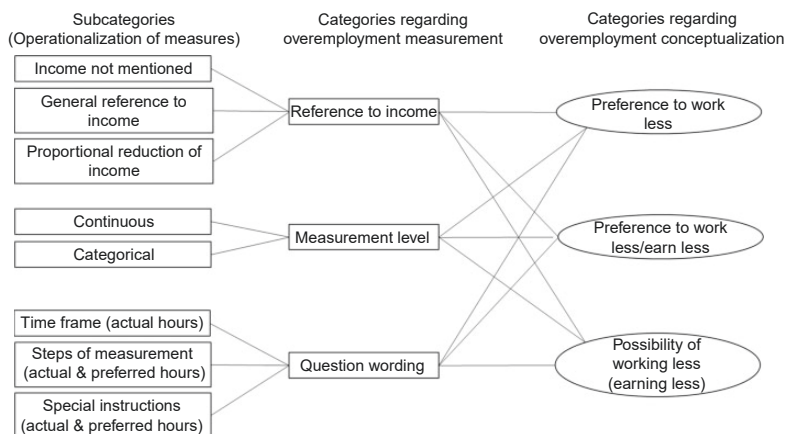 Subcategories
(Operationalization of measures)
Categories regarding
overemployment measurement
Categories regarding
overemployment conceptualization
Income not mentioned
General reference to
income
Proportional reduction of
income
Continuous
Categorical
Time frame (actual hours)
Steps of measurement
(actual & preferred hours)
Special instructions
(actual & preferred hours)
Reference to income
Measurement level
Question wording
Preference to work
less
Preference to work
less/earn less
Possibility of
working less
(earning less)